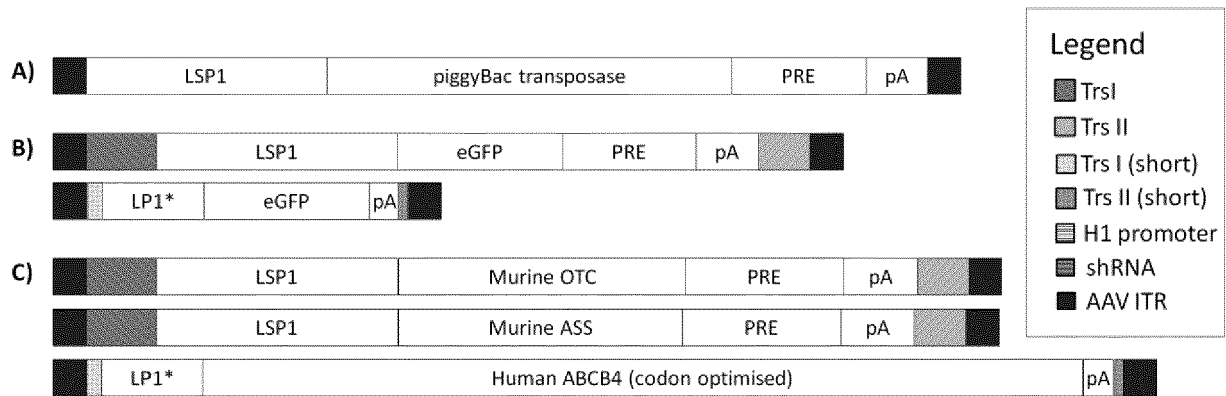 A) LSP1 piggyBac transposase PRE pA
B) LSP1 eGFP PRE pA
LP1* eGFP pA
C) LSP1 Murine OTC PRE pA
LSP1 Murine ASS PRE pA
LP1* Human ABCB4 (codon optimised) pA
Legend
TrsI
Trs II
Trs I (short)
Trs II (short)
H1 promoter
shRNA
AAV ITR